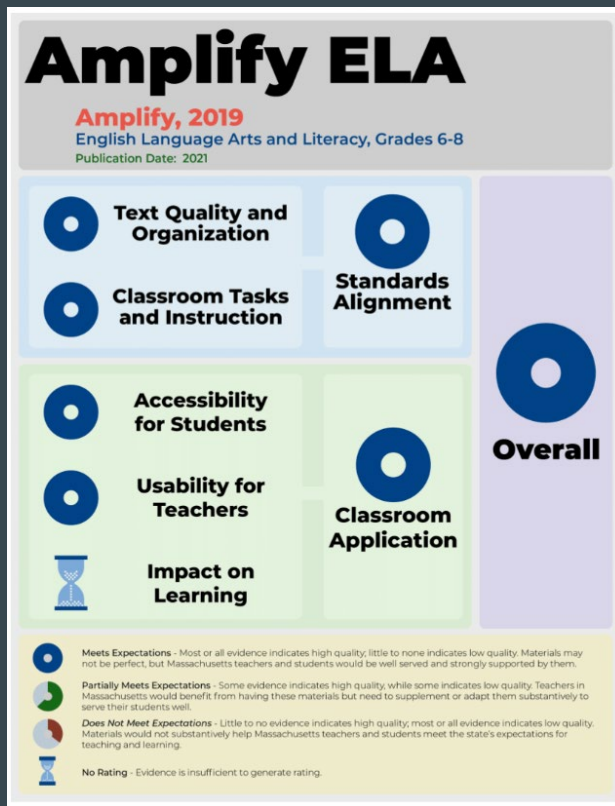 Amplify ELA
Amplify, 2019
English Language Arts and Literacy, Grades 6-8
Publication Date: 2021
Text Quality and
Organization
Classroom Tasks
and Instruction
Standards
Alignment
Accessibility
for Students
Usability for
Teachers
Impact on
Learning
Classroom
Application
Overall
Meets Expectations - Most or all evidence indicates high quality; little to none indicates low quality. Materials may
not be perfect, but Massachusetts teachers and students would be well served and strongly supported by them.
Partially Meets Expectations - Some evidence indicates high quality, while some indicates low quality. Teachers in
Massachusetts would benefit from having these materials but need to supplement or adapt them substantively to
serve their students well.
Does Not Meet Expectations - Little to no evidence indicates high quality; most or all evidence indicates low quality.
Materials would not substantively help Massachusetts teachers and students meet the state's expectations for
teaching and learning.
No Rating - Evidence is insufficient to generate rating.